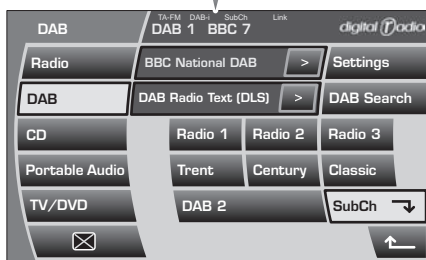 TA-FM DAB-i SubCh Link
DAB DAB 1 BBC 7 digital radio
Radio BBC National DAB > Settings
DAB DAB Radio Text (DLS) > DAB Search
CD Radio 1 Radio 2 Radio 3
Portable Audio Trent Century Classic
TV/DVD DAB 2 SubCh